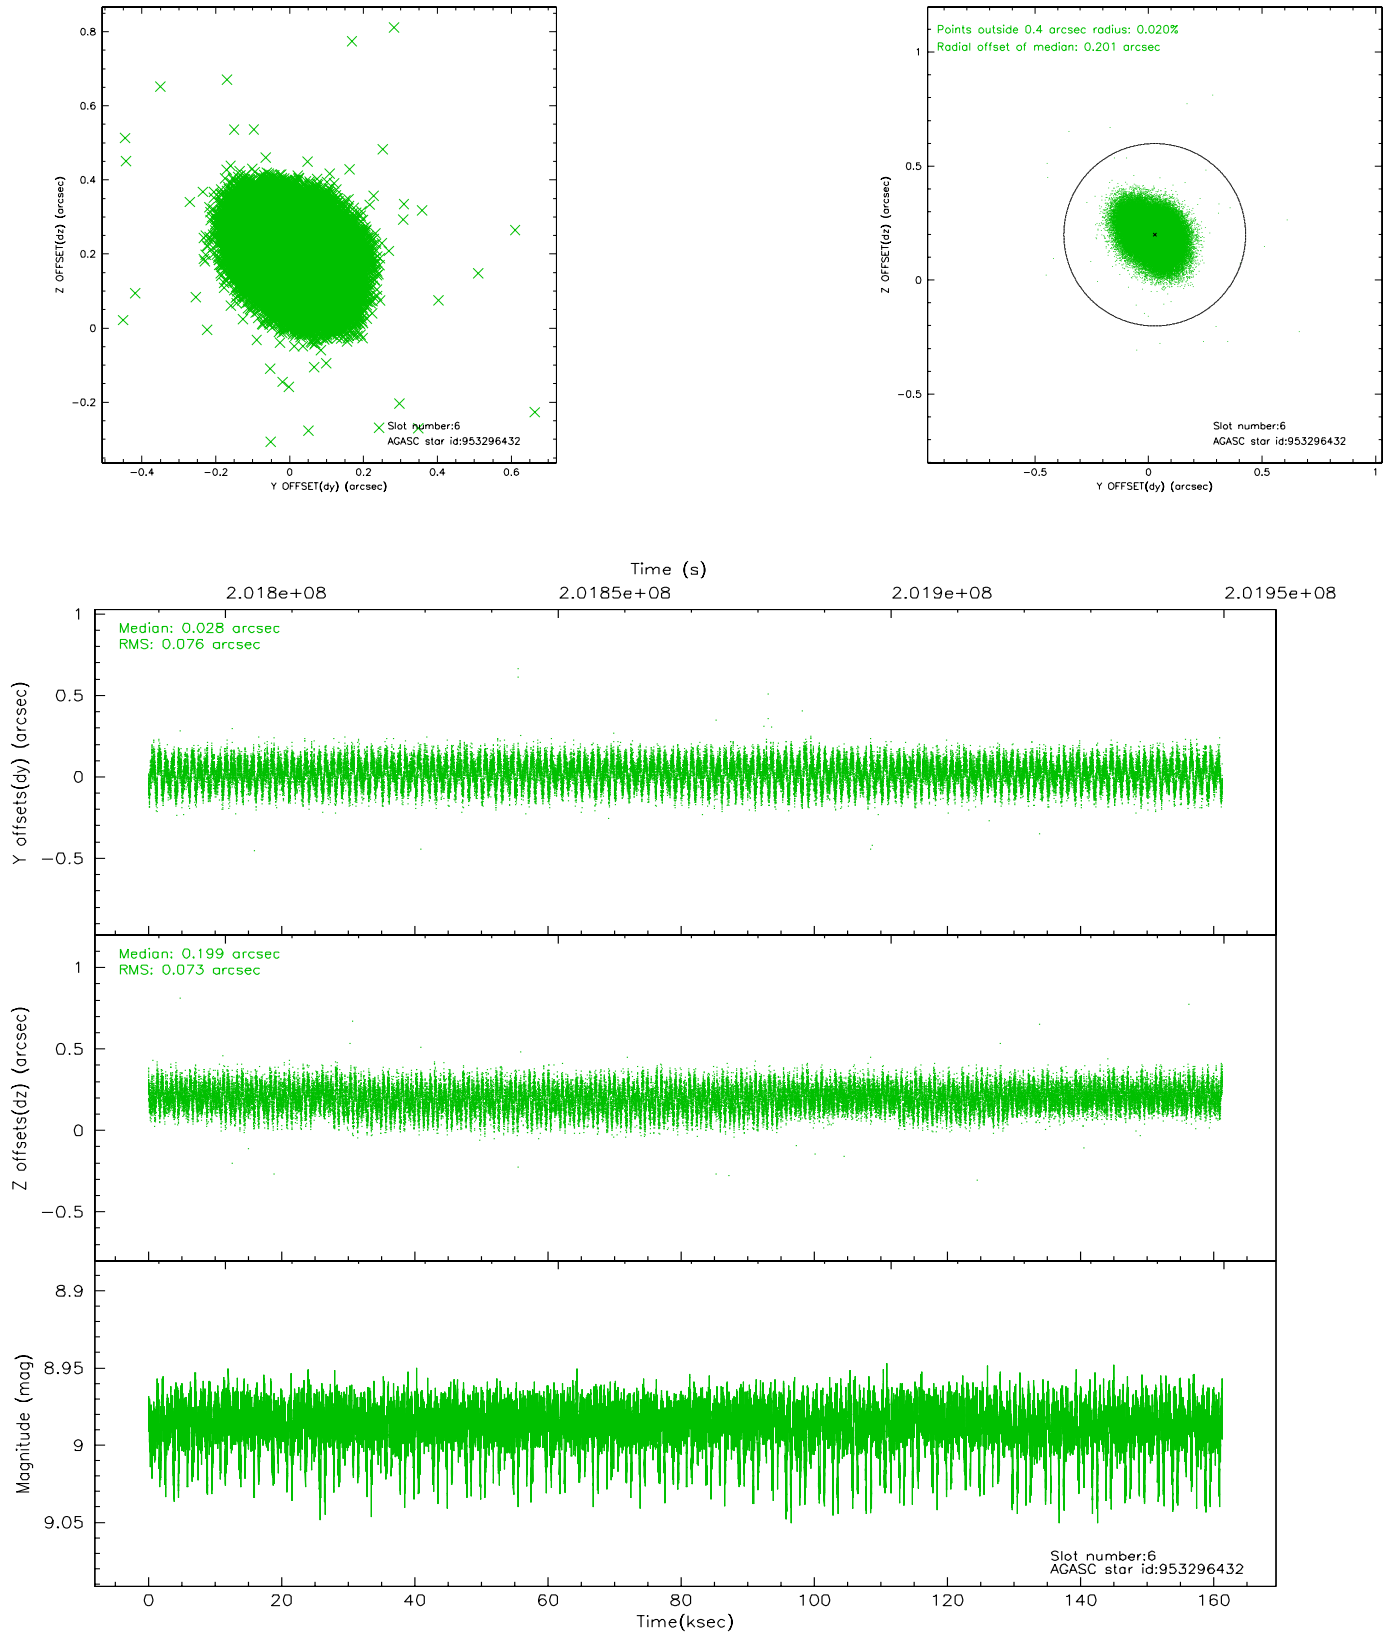 0.8
0.6
0.4
0.2
0
−0.2
−0.4
−0.2
0
0.2
0.4
0.6
Z OFFSET(dz) (arcsec)
Y OFFSET(dy) (arcsec)
Slot number:6
AGASC star id:953296432
Points outside 0.4 arcsec radius: 0.020%
Radial offset of median: 0.201 arcsec
1
0.5
0
−0.5
−0.5
0
0.5
1
Z OFFSET(dz) (arcsec)
Y OFFSET(dy) (arcsec)
Slot number:6
AGASC star id:953296432
Time (s)
2.018e+08
2.0185e+08
2.019e+08
2.0195e+08
Median: 0.028 arcsec
RMS: 0.076 arcsec
1
0.5
0
−0.5
Y offsets(dy) (arcsec)
Median: 0.199 arcsec
RMS: 0.073 arcsec
1
0.5
0
−0.5
Z offsets(dz) (arcsec)
8.9
8.95
9
9.05
Magnitude (mag)
Slot number:6
AGASC star id:953296432
0
20
40
60
80
100
120
140
160
Time(ksec)